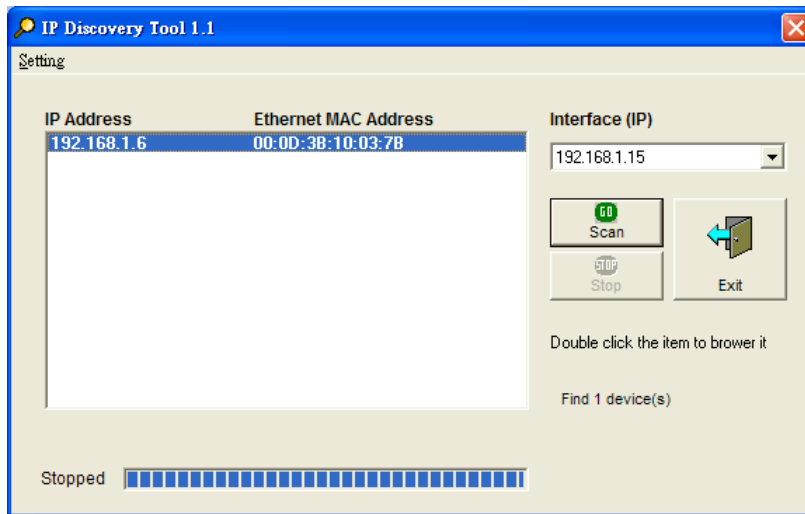 IP Discovery Tool 1.1
Setting
IP Address Ethernet MAC Address
192.168.1.6 00:0D:3B:10:03:7B
Interface (IP)
192.168.1.15
GO
Scan
STOP
Stop
Exit
Double click the item to brower it
Find 1 device(s)
Stopped